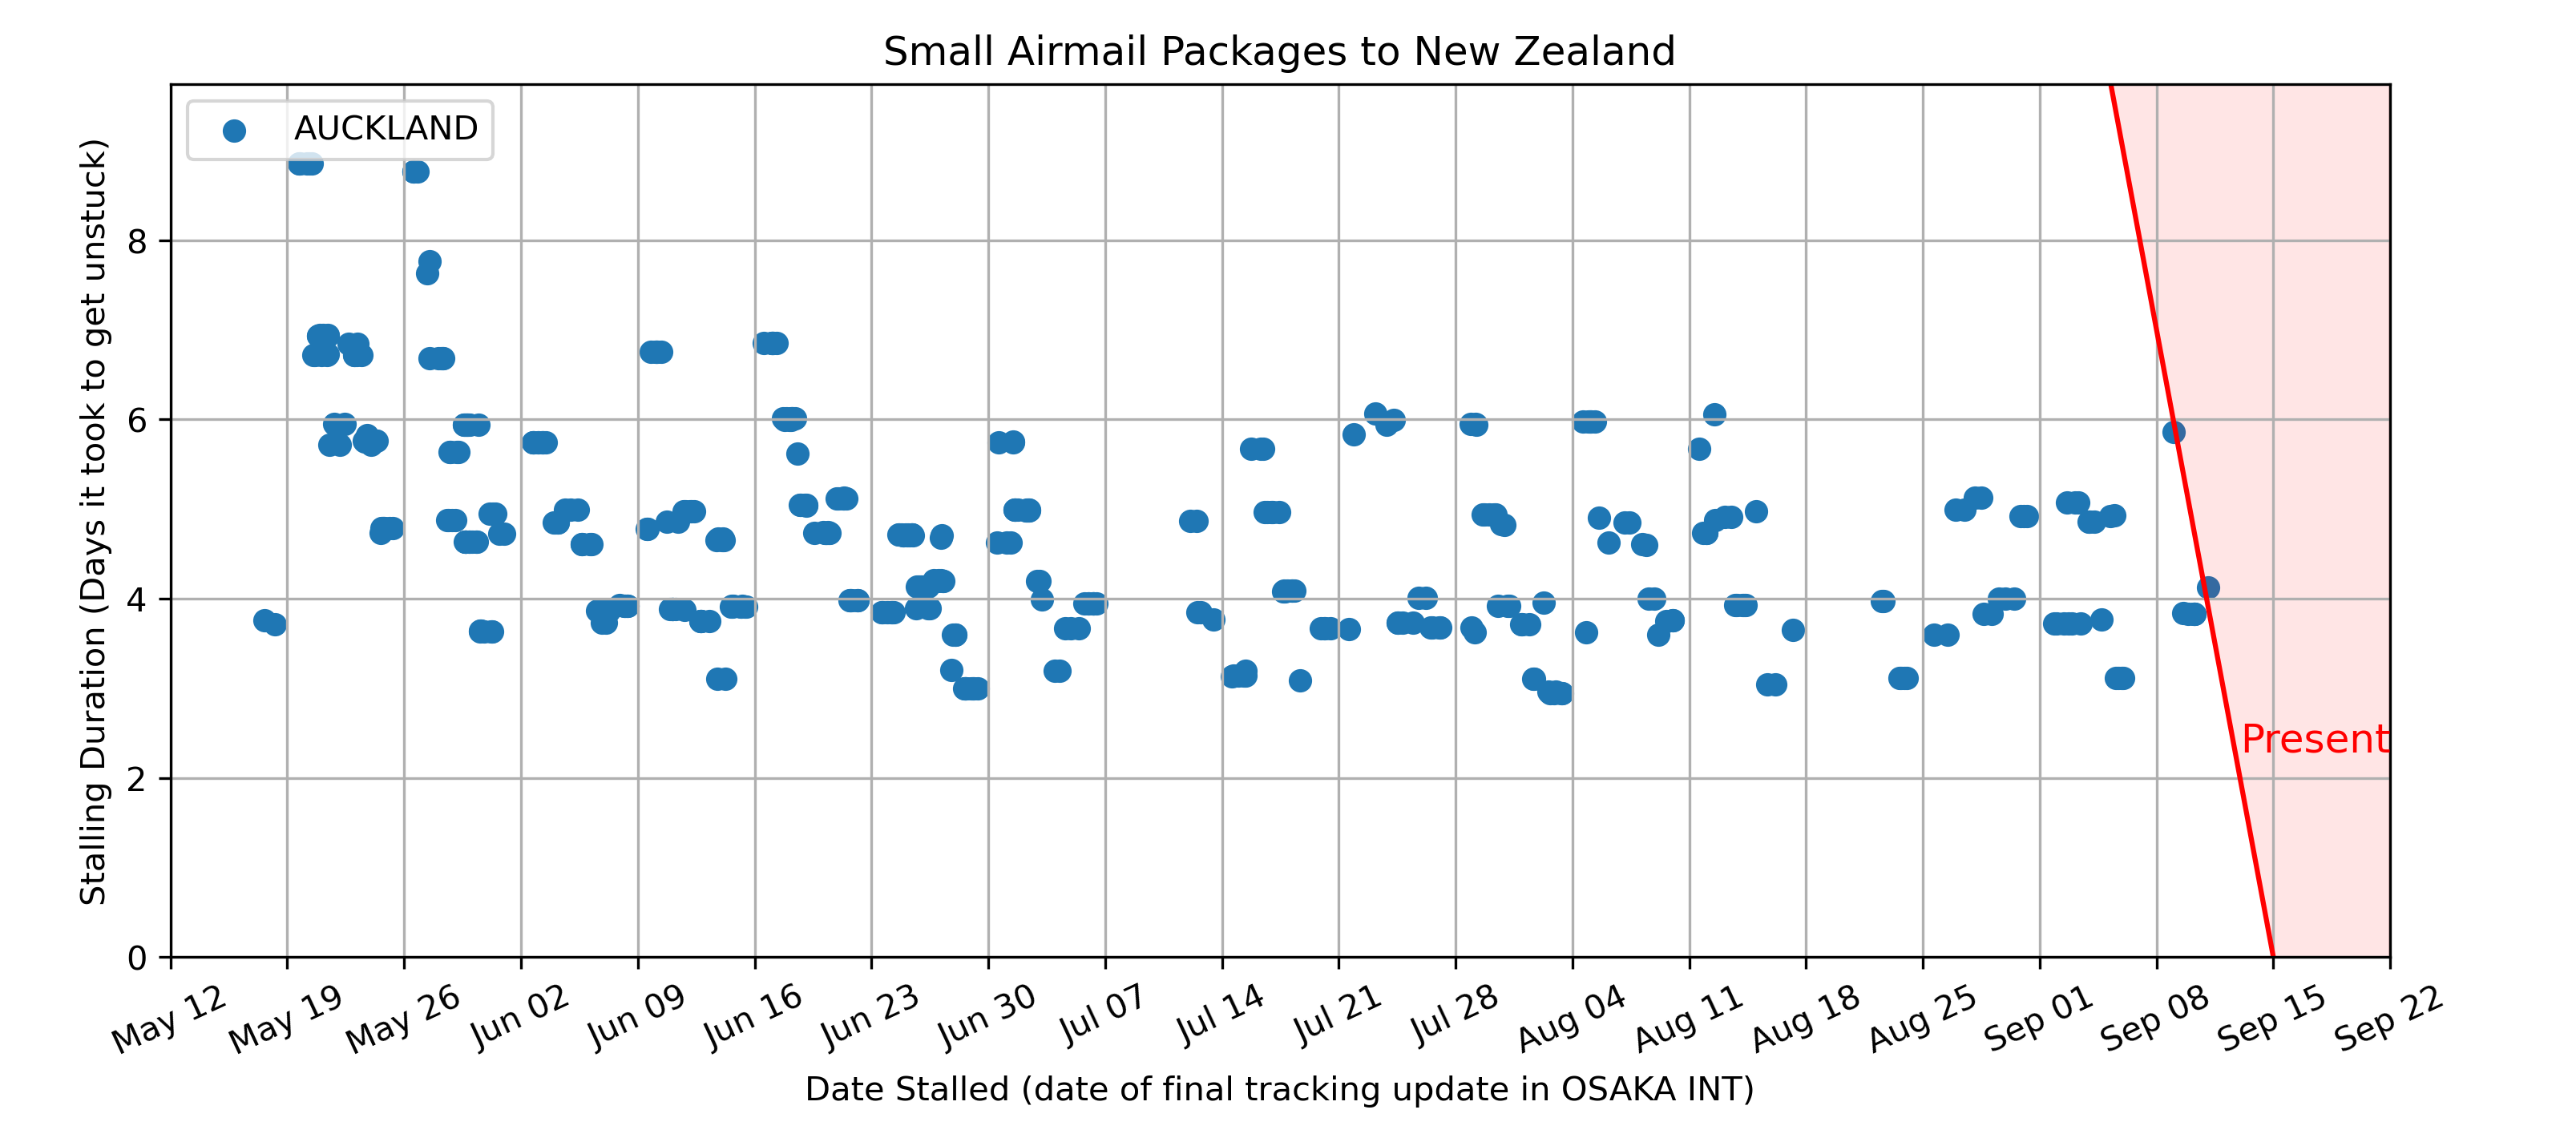 Small Airmail Packages to New Zealand
AUCKLAND
Stalling Duration (Days it took to get unstuck)
8
6
4
2
0
Present
May 12
May 19
May 26
Jun 02
Jun 09
Jun 16
Jun 23
Jun 30
Jul 07
Jul 14
Jul 21
Jul 28
Aug 04
Aug 11
Aug 18
Aug 25
Sep 01
Sep 08
Sep 15
Sep 22
Date Stalled (date of final tracking update in OSAKA INT)